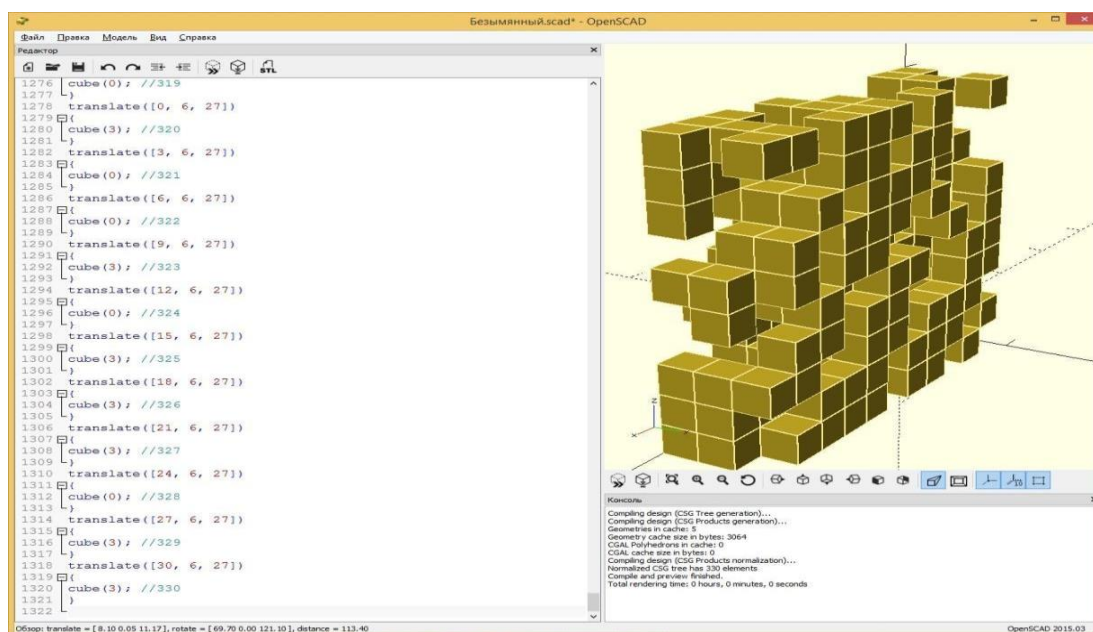 Безымянный.scad* - OpenSCAD
Файл Правка Модель Вид Справка
Редактор
STL
1276 cube(0); //319
1277 }
1278 translate([0, 6, 27])
1279 {
1280 cube(3); //320
1281 }
1282 translate([3, 6, 27])
1283 {
1284 cube(0); //321
1285 }
1286 translate([6, 6, 27])
1287 {
1288 cube(0); //322
1289 }
1290 translate([9, 6, 27])
1291 {
1292 cube(3); //323
1293 }
1294 translate([12, 6, 27])
1295 {
1296 cube(0); //324
1297 }
1298 translate([15, 6, 27])
1299 {
1300 cube(3); //325
1301 }
1302 translate([18, 6, 27])
1303 {
1304 cube(3); //326
1305 }
1306 translate([21, 6, 27])
1307 {
1308 cube(3); //327
1309 }
1310 translate([24, 6, 27])
1311 {
1312 cube(0); //328
1313 }
1314 translate([27, 6, 27])
1315 {
1316 cube(3); //329
1317 }
1318 translate([30, 6, 27])
1319 {
1320 cube(3); //330
1321 }
1322
z
x
Консоль
Compiling design (CSG Tree generation)...
Compiling design (CSG Products generation)...
Geometries in cache: 5
Geometry cache size in bytes: 3064
CGAL Polyhedrons in cache: 0
CGAL cache size in bytes: 0
Compiling design (CSG Products normalization)...
Normalized CSG tree has 330 elements
Compile and preview finished.
Total rendering time: 0 hours, 0 minutes, 0 seconds
Обзор: translate = [ 8.10 0.05 11.17 ], rotate = [ 69.70 0.00 121.10 ], distance = 113.40
OpenSCAD 2015.03